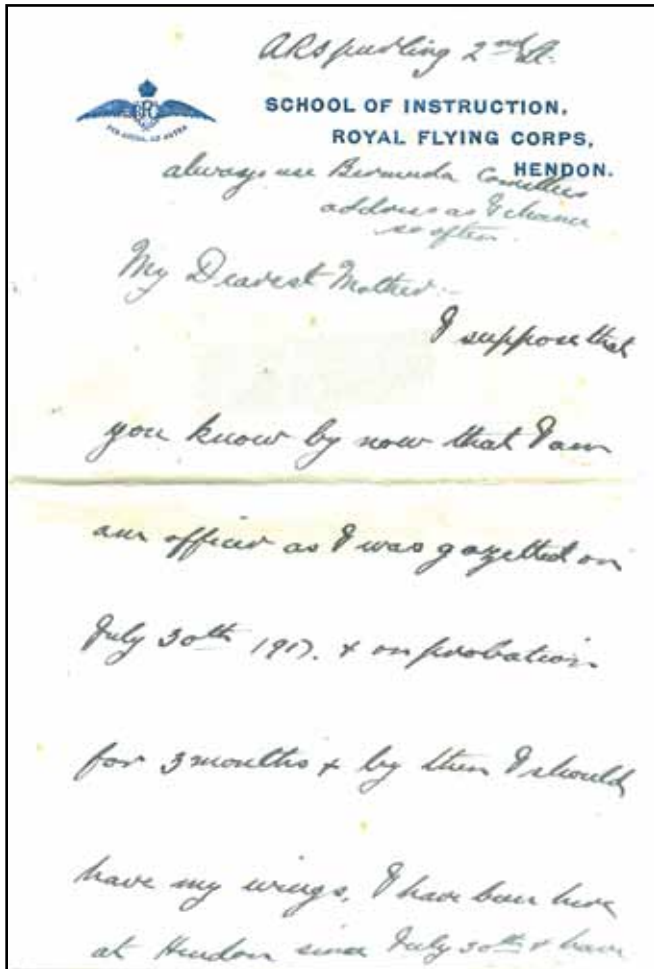 ARSpurling 2nd Lt.
SCHOOL OF INSTRUCTION,
ROYAL FLYING CORPS,
HENDON.
always use Bermuda
address as I chance
so often.
My Dearest Mother:-
I suppose that
you know by now that I am
an officer as I was gazetted on
July 30th 1917. & on probation
for 3 months & by then I should
have my wings. I have been here
at Hendon since July 30th & have